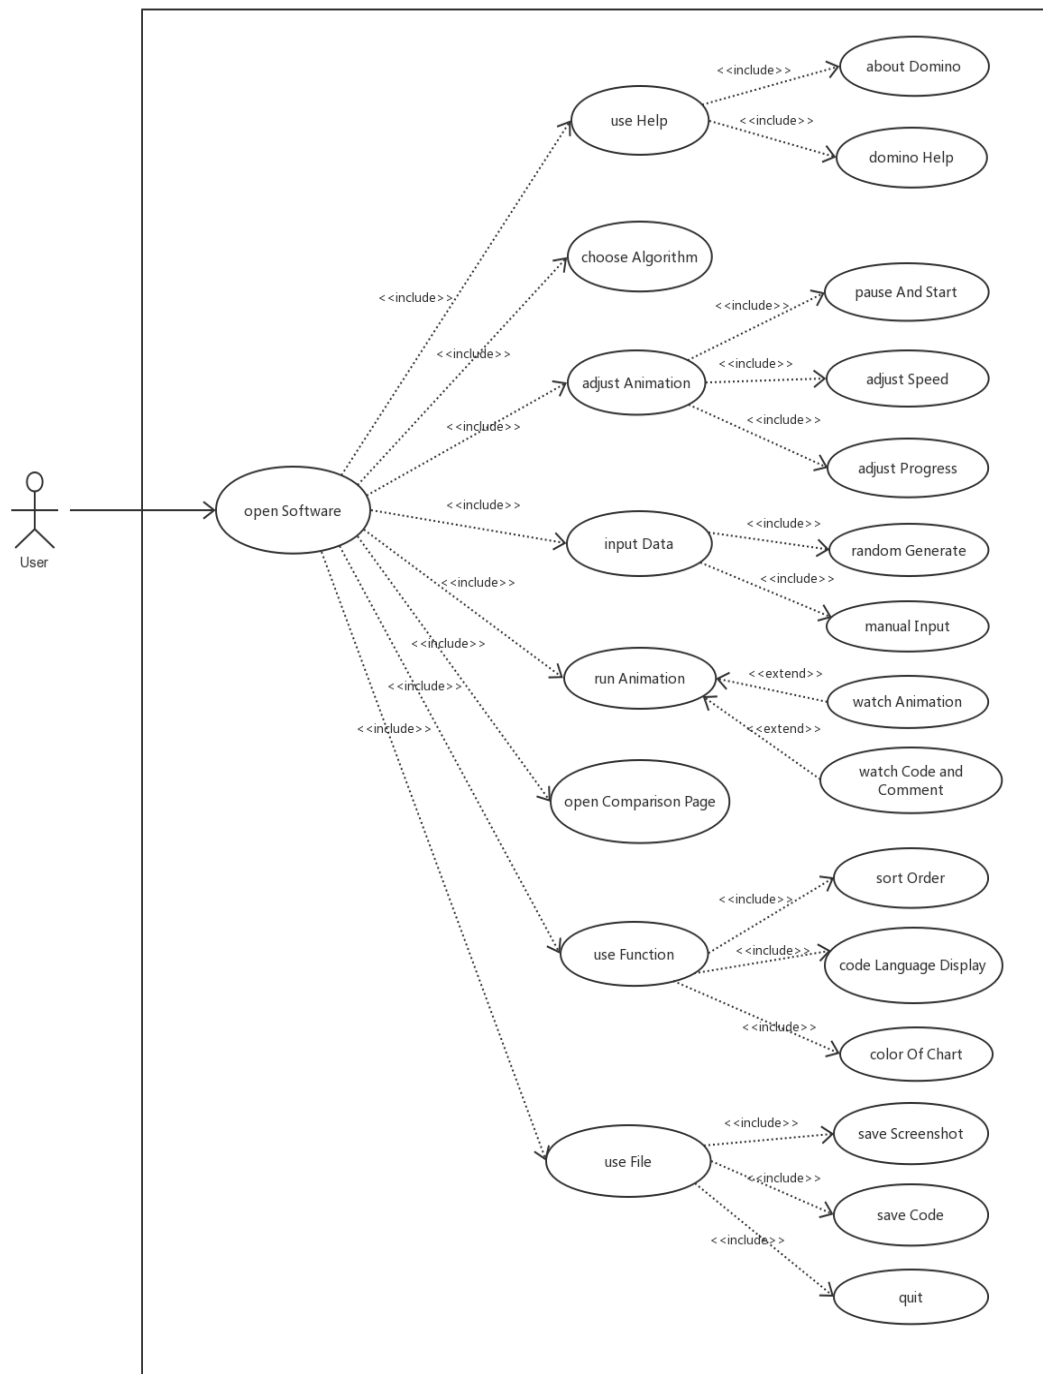 <<include>>
about Domino
use Help
<<include>>
domino Help
choose Algorithm
<<include>>
pause And Start
<<include>>
<<include>>
<<include>>
adjust Animation
adjust Speed
<<include>>
<<include>>
adjust Progress
open Software
<<include>>
<<include>>
input Data
random Generate
User
<<include>>
<<include>>
manual Input
<<include>>
<<extend>>
run Animation
<<include>>
watch Animation
<<include>>
<<extend>>
watch Code and
Comment
open Comparison Page
sort Order
<<include>>
use Function
<<include>>
code Language Display
<<include>>
color Of Chart
<<include>>
save Screenshot
use File
<<include>>
save Code
<<include>>
quit